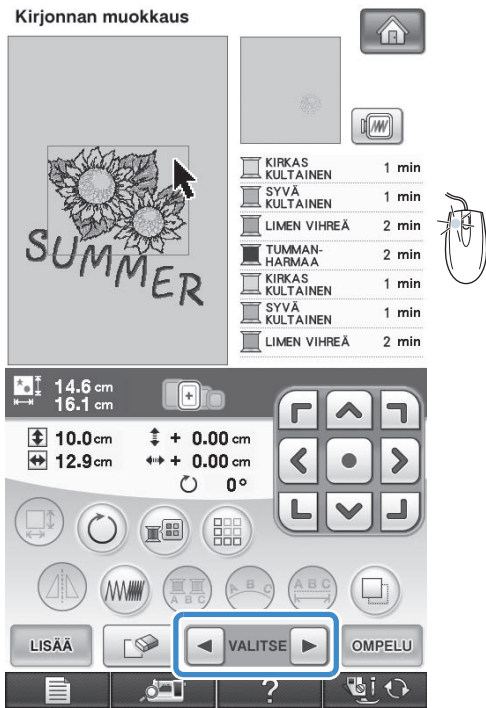 Kirjonnan muokkaus
SUMMER
KIRKAS
KULTAINEN 1 min
SYVÄ
KULTAINEN 1 min
LIMEN VIHREÄ 2 min
TUMMAN-
HARMAA 2 min
KIRKAS
KULTAINEN 1 min
SYVÄ
KULTAINEN 1 min
LIMEN VIHREÄ 2 min
14.6 cm
16.1 cm
10.0 cm + 0.00 cm
12.9 cm + 0.00 cm
0°
A B C
A B C
A B C
LISÄÄ VALITSE OMPELU
?